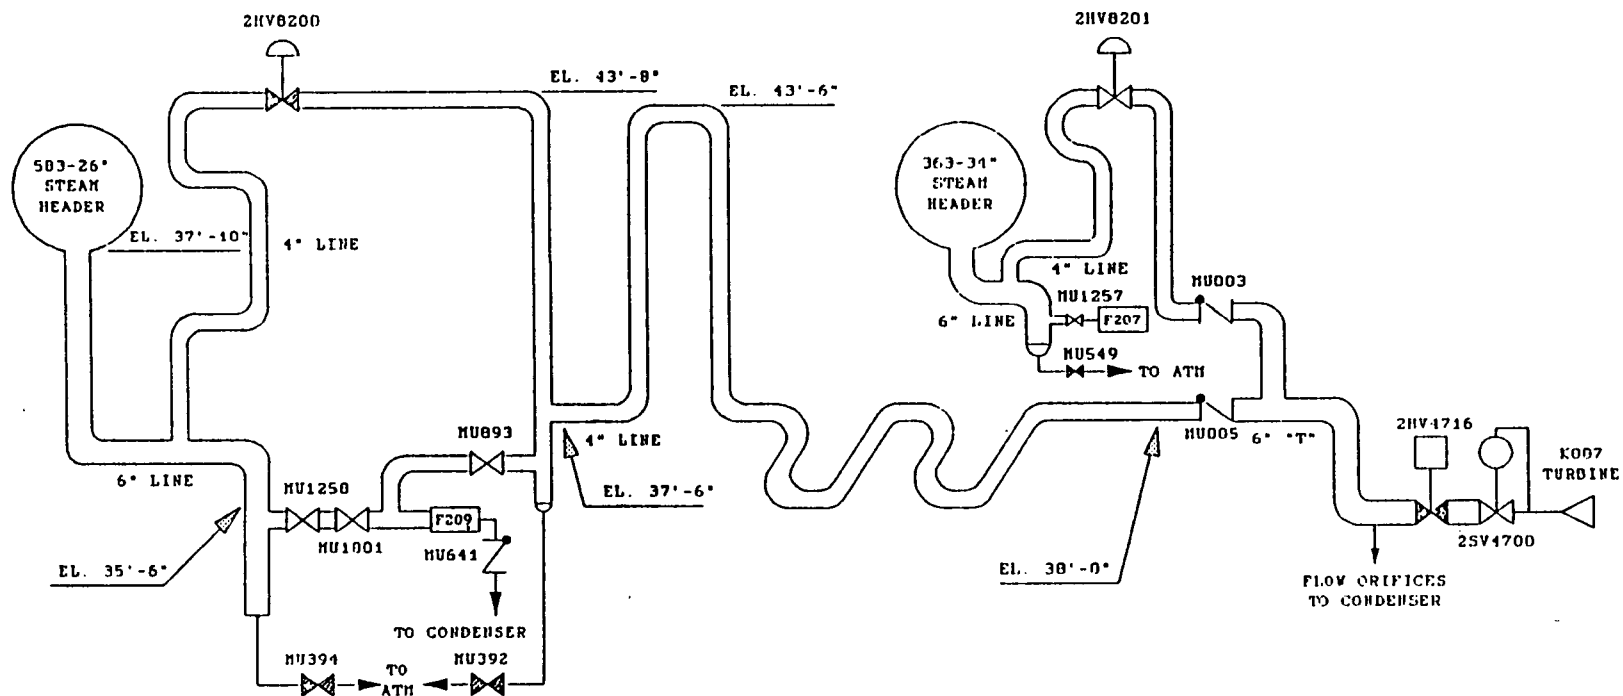 2HV8200
2HV8201
EL. 43'-8"
EL. 43'-6"
503-26"
STEAM
HEADER
363-34"
STEAM
HEADER
EL. 37'-10"
4" LINE
4" LINE
MU003
MU1257
F207
6" LINE
MU549
TO ATM
MU893
4" LINE
MU005
6" "T"
2HV4716
K007
TURBINE
6" LINE
MU1258
EL. 37'-6"
F209
MU1001
MU641
2SV4700
EL. 35'-6"
EL. 38'-0"
FLOW ORIFICES
TO CONDENSER
TO CONDENSER
MU394
TO
ATM
MU392